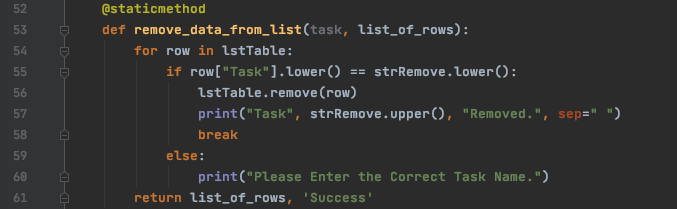 52 @staticmethod
53 def remove_data_from_list(task, list_of_rows):
54 for row in lstTable:
55 if row["Task"].lower() == strRemove.lower():
56 lstTable.remove(row)
57 print("Task", strRemove.upper(), "Removed.", sep=" ")
58 break
59 else:
60 print("Please Enter the Correct Task Name.")
61 return list_of_rows, 'Success'